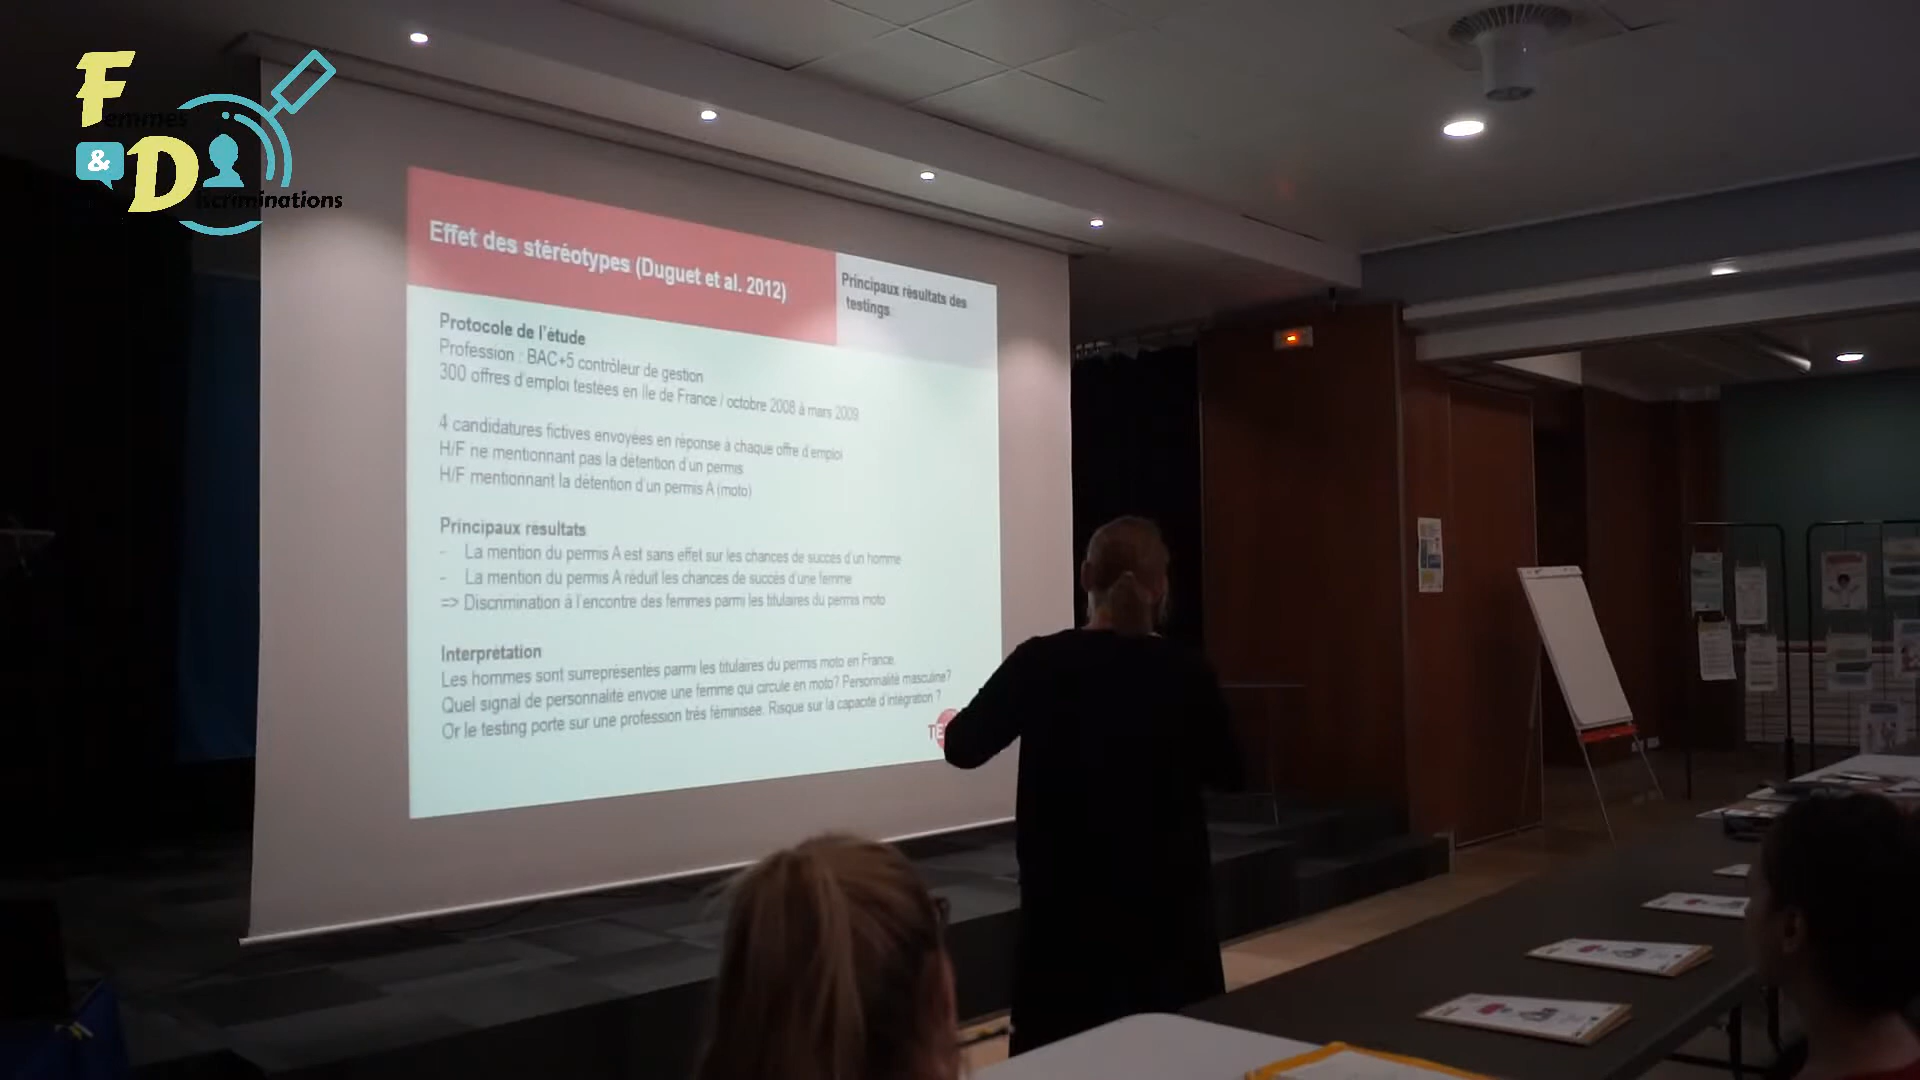 Femmes
&
Discriminations
Effet des stéréotypes (Duguet et al. 2012)
Principaux résultats des
testings
Protocole de l'étude
Profession : BAC+5 contrôleur de gestion
300 offres d'emploi testées en Ile de France / octobre 2008 à mars 2009
4 candidatures fictives envoyées en réponse à chaque offre d'emploi
H/F ne mentionnant pas la détention d'un permis
H/F mentionnant la détention d'un permis A (moto)
Principaux résultats
- La mention du permis A est sans effet sur les chances de succès d'un homme
- La mention du permis A réduit les chances de succès d'une femme
=> Discrimination à l'encontre des femmes parmi les titulaires du permis moto
Interprétation
Les hommes sont surreprésentés parmi les titulaires du permis moto en France.
Quel signal de personnalité envoie une femme qui circule en moto? Personnalité masculine?
Or le testing porte sur une profession très féminisée. Risque sur la capacité d'intégration ?